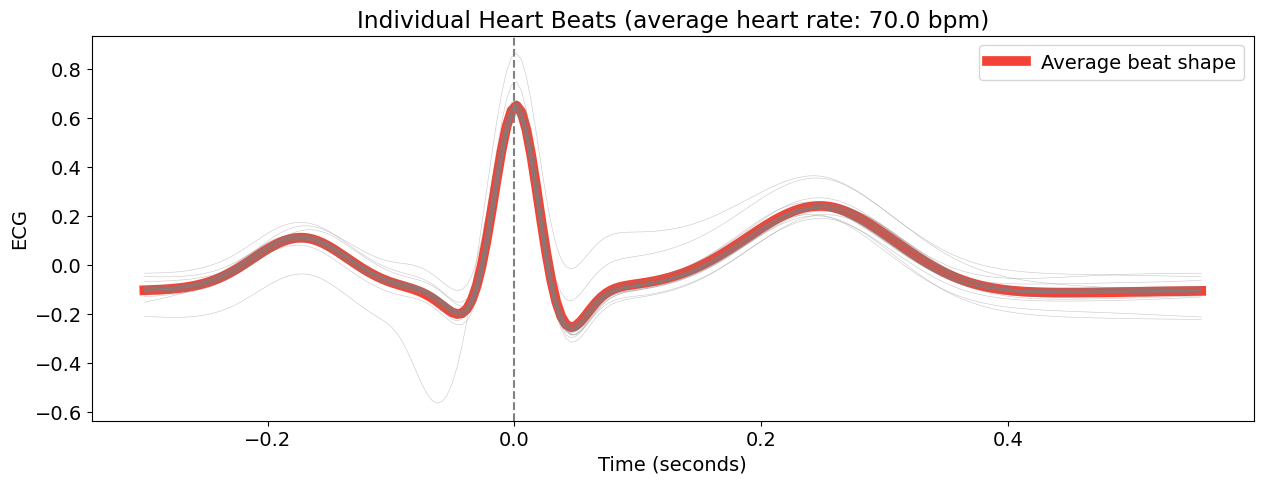 Individual Heart Beats (average heart rate: 70.0 bpm)
Average beat shape
ECG
0.8
0.6
0.4
0.2
0.0
−0.2
−0.4
−0.6
−0.2 0.0 0.2 0.4
Time (seconds)